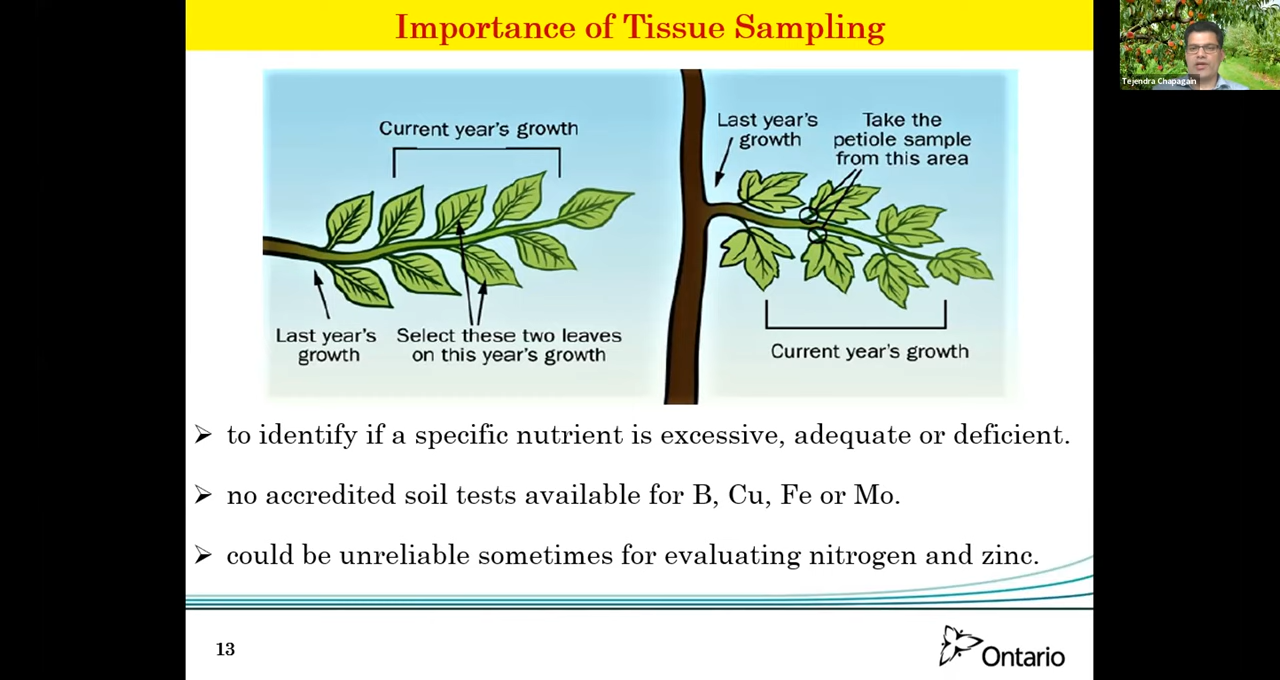 Importance of Tissue Sampling
Tejendra Chapagain
Current year's growth
Last year's
growth
Select these two leaves
on this year's growth
Last year's
growth
Take the
petiole sample
from this area
Current year's growth
➢ to identify if a specific nutrient is excessive, adequate or deficient.
➢ no accredited soil tests available for B, Cu, Fe or Mo.
➢ could be unreliable sometimes for evaluating nitrogen and zinc.
13
Ontario